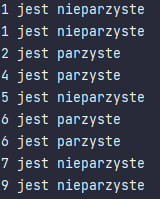 1 jest nieparzyste
1 jest nieparzyste
2 jest parzyste
4 jest parzyste
5 jest nieparzyste
6 jest parzyste
6 jest parzyste
7 jest nieparzyste
9 jest nieparzyste